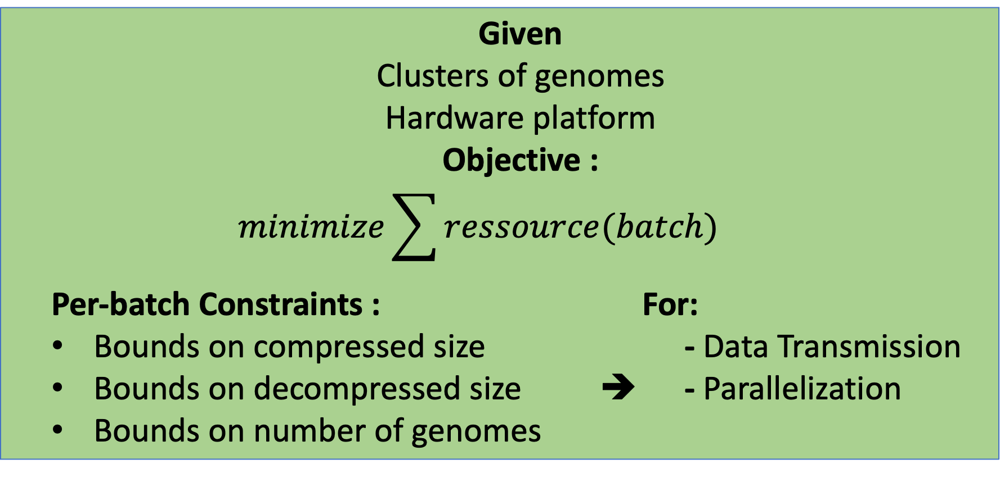 Given
Clusters of genomes
Hardware platform
Objective :
minimize ∑ ressource(batch)
Per-batch Constraints :
• Bounds on compressed size
• Bounds on decompressed size
• Bounds on number of genomes
➔
For:
- Data Transmission
- Parallelization